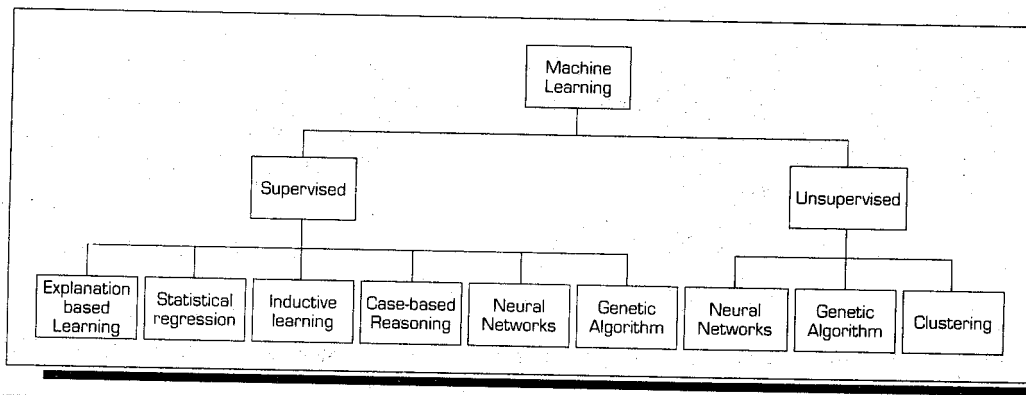 Machine
Learning
Supervised
Unsupervised
Explanation
based
Learning
Statistical
regression
Inductive
learning
Case-based
Reasoning
Neural
Networks
Genetic
Algorithm
Neural
Networks
Genetic
Algorithm
Clustering